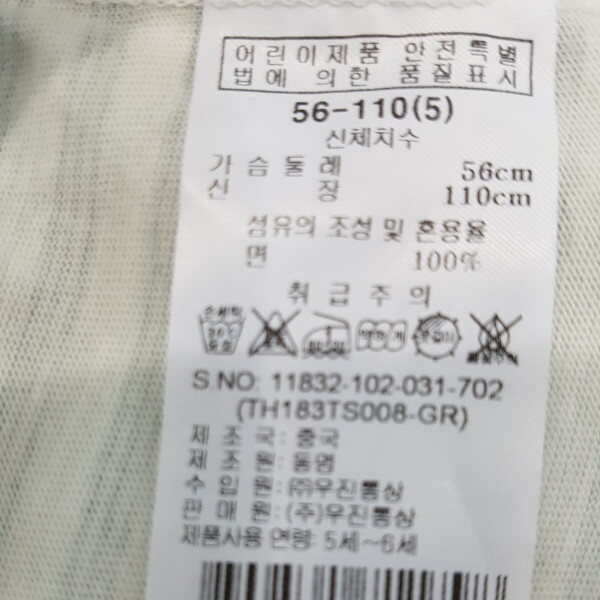 어린이제품 안전특별
법에 의한 품질표시
56-110(5)
신체치수
가 슴 둘 레 56cm
신 장 110cm
섬유의 조성 및 혼용율
면 100%
취 급 주 의
손세탁
S.NO: 11832-102-031-702
(TH183TS008-GR)
제 조 국 : 중국
제 조 원 : 동명
수 입 원 : ㈜우진통상
판 매 원 : (주)우진통상
제품사용 연령: 5세~6세